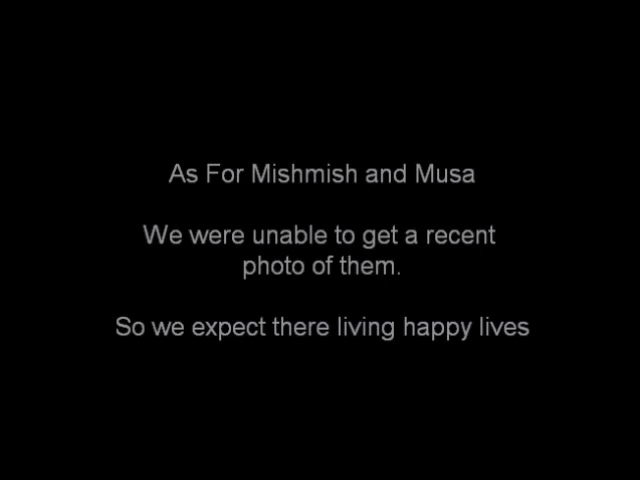 As For Mishmish and Musa
We were unable to get a recent
photo of them.
So we expect there living happy lives